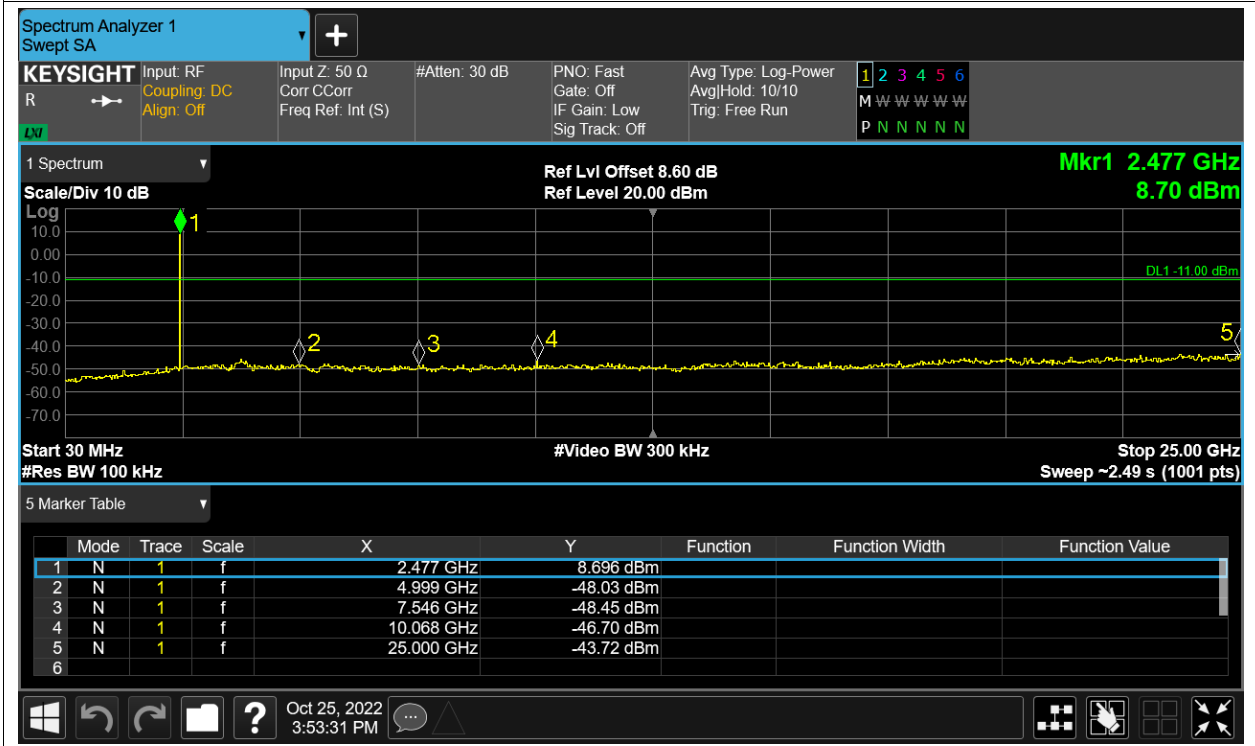 Spectrum Analyzer 1
Swept SA
KEYSIGHT
R
LXI
Input: RF
Coupling: DC
Align: Off
Input Z: 50 Ω
Corr CCorr
Freq Ref: Int (S)
#Atten: 30 dB
PNO: Fast
Gate: Off
IF Gain: Low
Sig Track: Off
Avg Type: Log-Power
Avg|Hold: 10/10
Trig: Free Run
1 2 3 4 5 6
M W W W W W
P N N N N N
1 Spectrum
Scale/Div 10 dB
Ref Lvl Offset 8.60 dB
Ref Level 20.00 dBm
Mkr1 2.477 GHz
8.70 dBm
Log
10.0
0.00
-10.0
-20.0
-30.0
-40.0
-50.0
-60.0
-70.0
1
2
3
4
5
DL1 -11.00 dBm
Start 30 MHz
#Video BW 300 kHz
Stop 25.00 GHz
#Res BW 100 kHz
Sweep ~2.49 s (1001 pts)
5 Marker Table
Mode Trace Scale X Y Function Function Width Function Value
1 N 1 f 2.477 GHz 8.696 dBm
2 N 1 f 4.999 GHz -48.03 dBm
3 N 1 f 7.546 GHz -48.45 dBm
4 N 1 f 10.068 GHz -46.70 dBm
5 N 1 f 25.000 GHz -43.72 dBm
6
?
Oct 25, 2022
3:53:31 PM